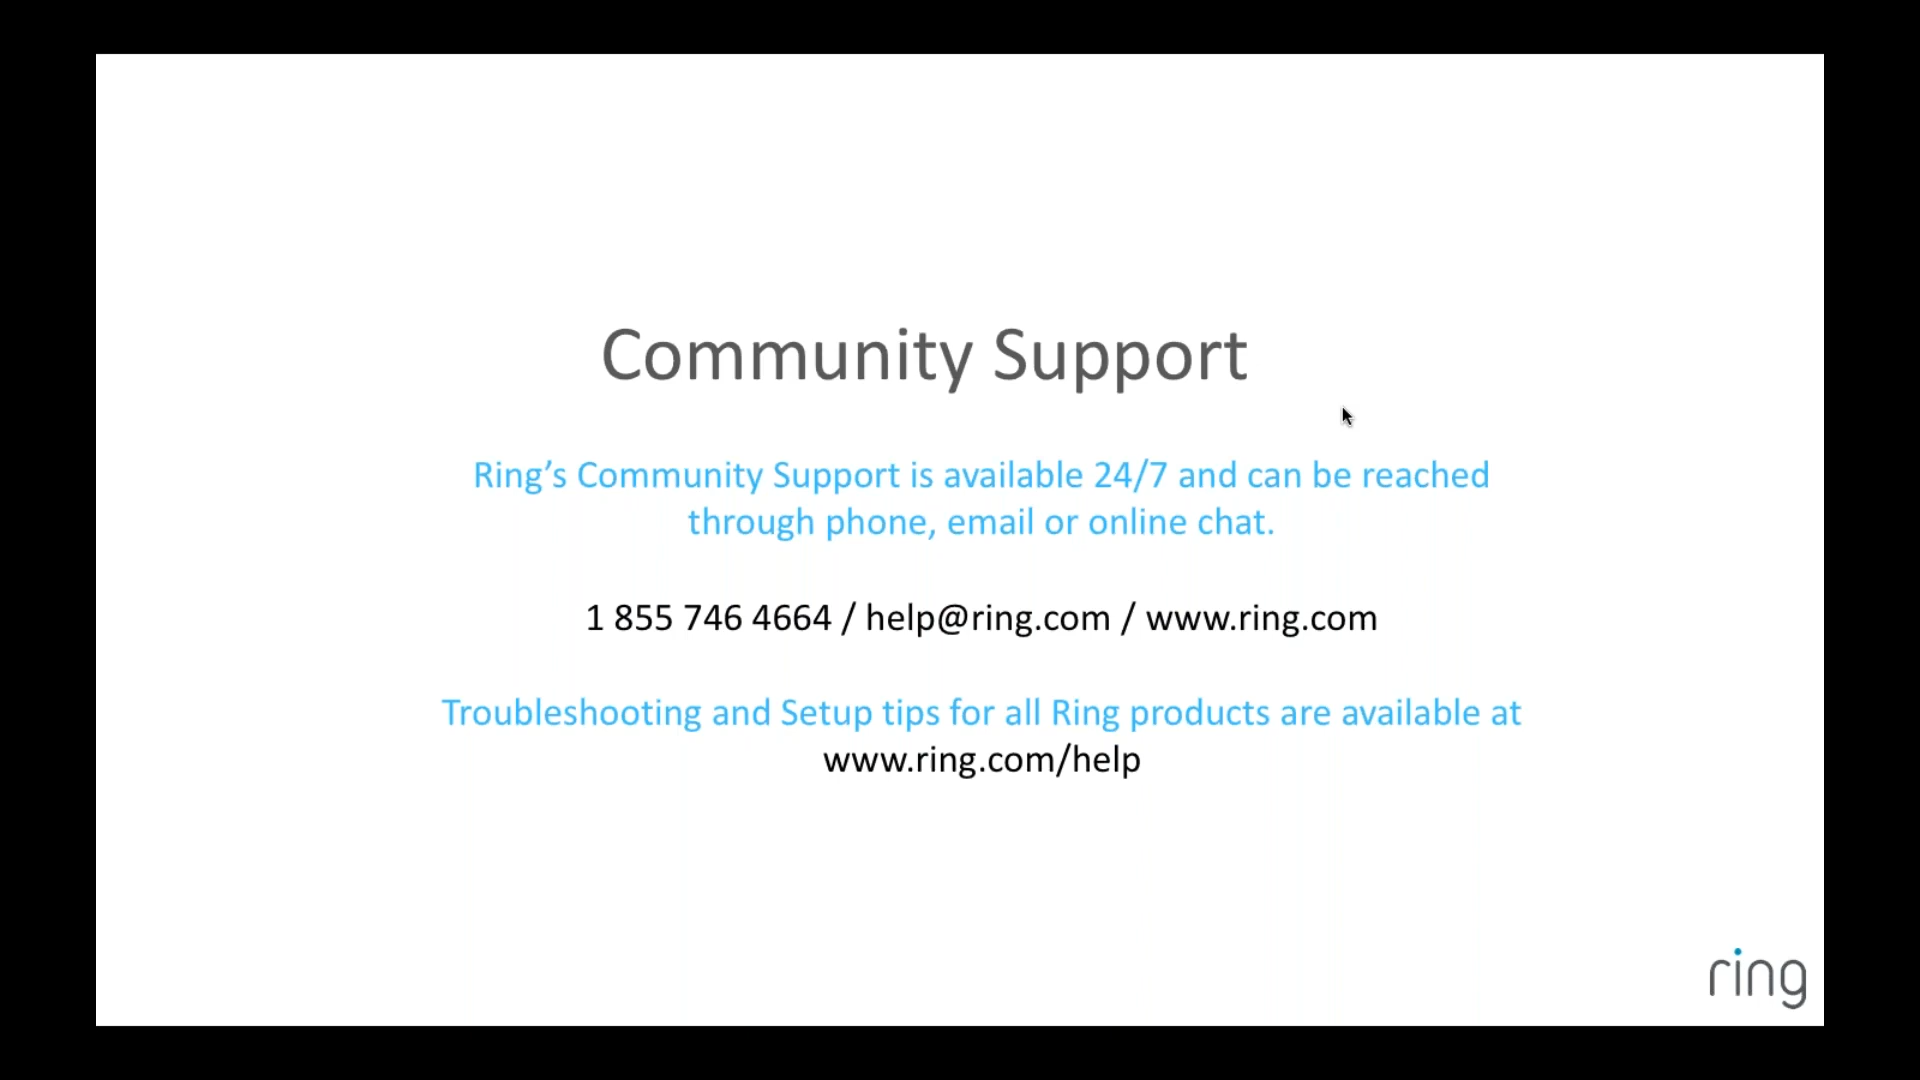 Community Support
Ring’s Community Support is available 24/7 and can be reached
through phone, email or online chat.
1 855 746 4664 / help@ring.com / www.ring.com
Troubleshooting and Setup tips for all Ring products are available at
www.ring.com/help
ring